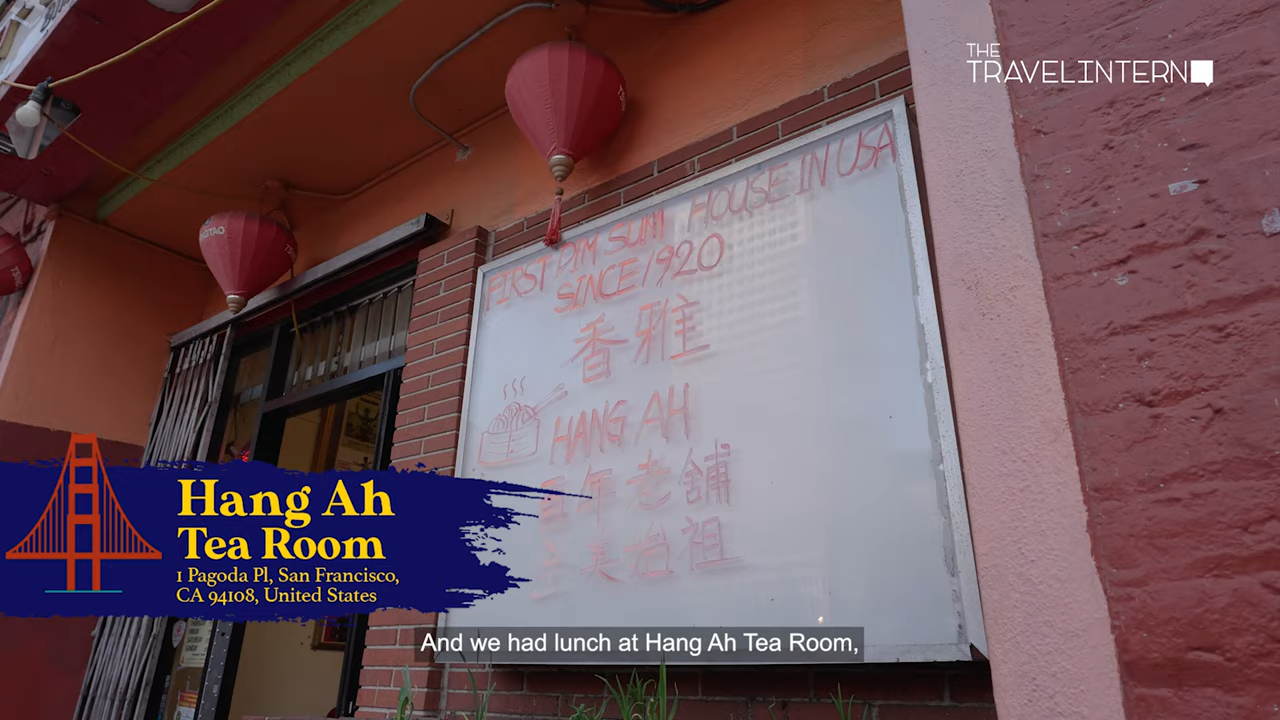 THE
TRAVELINTERN
FIRST DIM SUM HOUSE IN USA
SINCE 1920
香雅
HANG AH
百年老舖
全美始祖
Hang Ah
Tea Room
1 Pagoda Pl, San Francisco,
CA 94108, United States
And we had lunch at Hang Ah Tea Room,